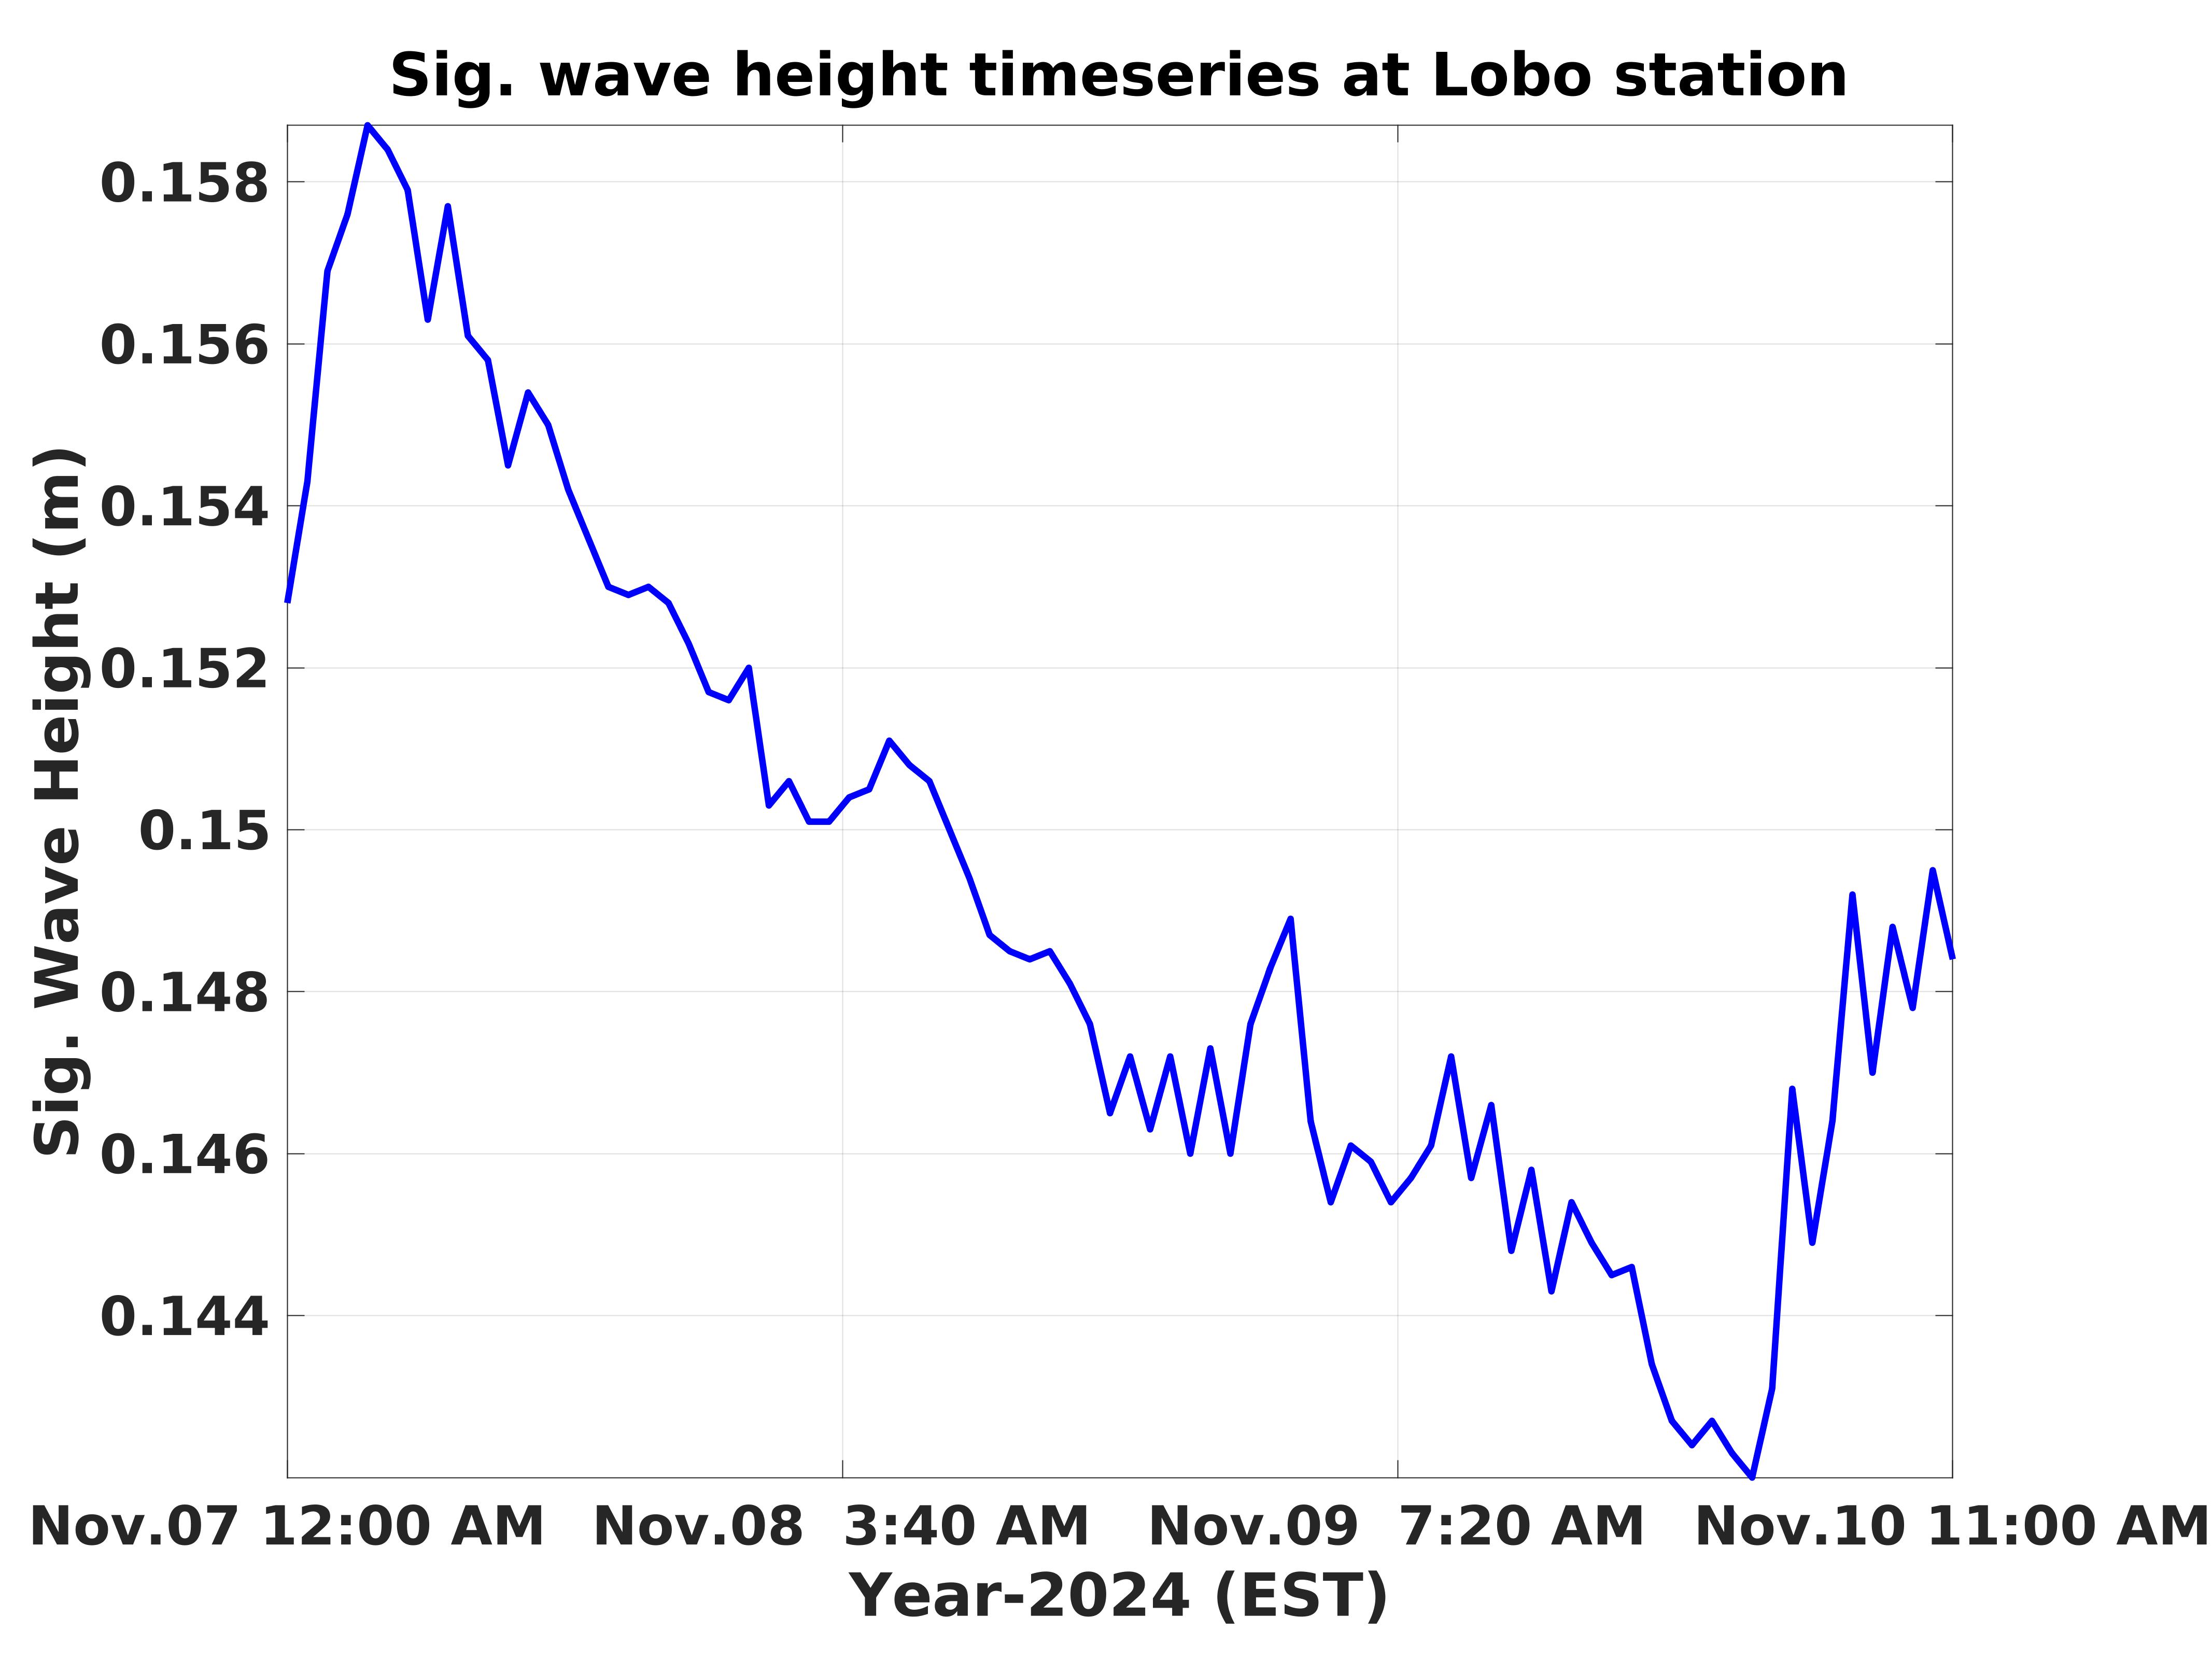 Sig. wave height timeseries at Lobo station
Sig. Wave Height (m)
0.158
0.156
0.154
0.152
0.15
0.148
0.146
0.144
Nov.07 12:00 AM Nov.08 3:40 AM Nov.09 7:20 AM Nov.10 11:00 AM
Year-2024 (EST)